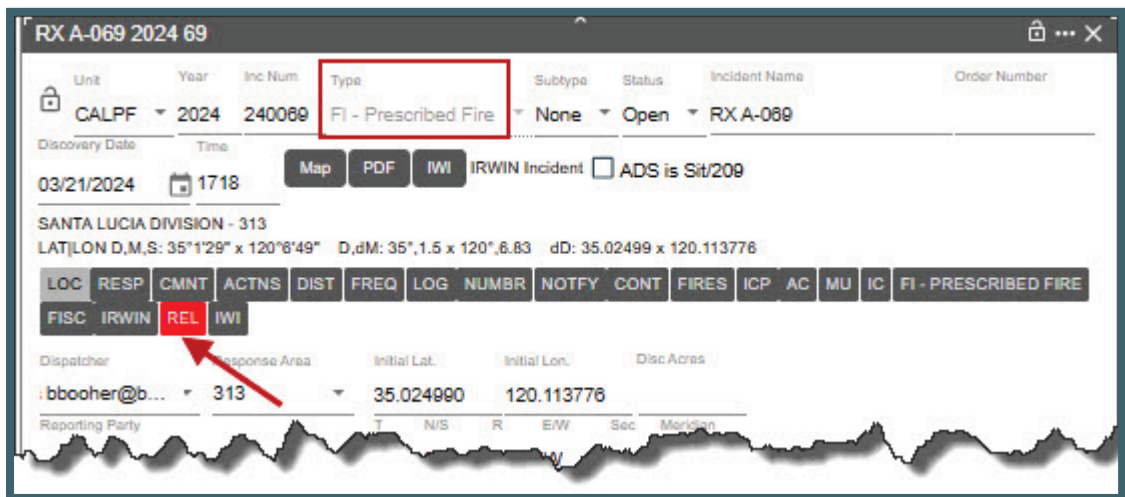 RX A-069 2024 69
Unit Year Inc Num Type Subtype Status Incident Name Order Number
CALPF 2024 240069 FI - Prescribed Fire None Open RX A-069
Discovery Date Time
03/21/2024 1718 Map PDF IWI IRWIN Incident ADS is Sit/209
SANTA LUCIA DIVISION - 313
LAT|LON D,M,S: 35°1'29" x 120°6'49" D,dM: 35°,1.5 x 120°,6.83 dD: 35.02499 x 120.113776
LOC RESP CMNT ACTNS DIST FREQ LOG NUMBR NOTFY CONT FIRES ICP AC MU IC FI - PRESCRIBED FIRE
FISC IRWIN REL IWI
Dispatcher Response Area Initial Lat. Initial Lon. Disc Acres
bbooher@b... 313 35.024990 120.113776
Reporting Party T N/S R E/W Sec Meridian